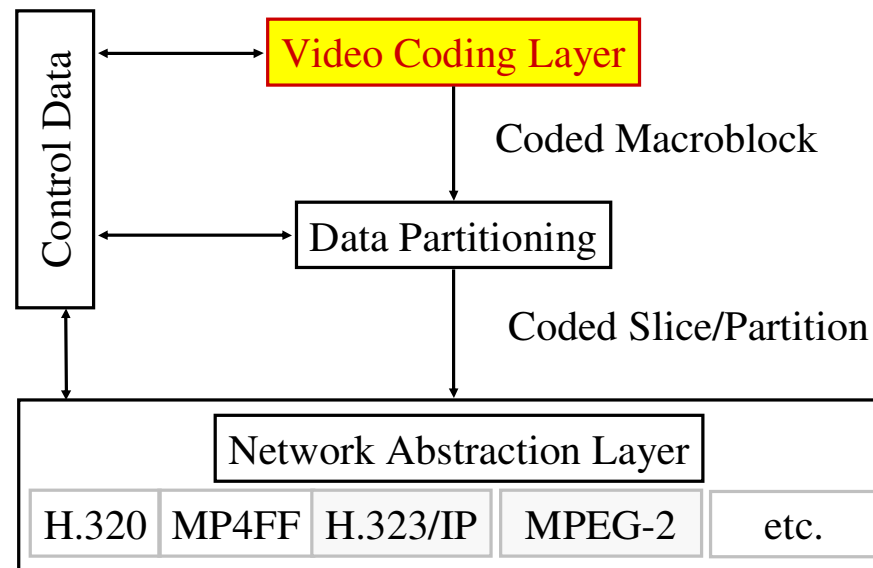 Control Data
Video Coding Layer
Coded Macroblock
Data Partitioning
Coded Slice/Partition
Network Abstraction Layer
H.320 MP4FF H.323/IP MPEG-2 etc.